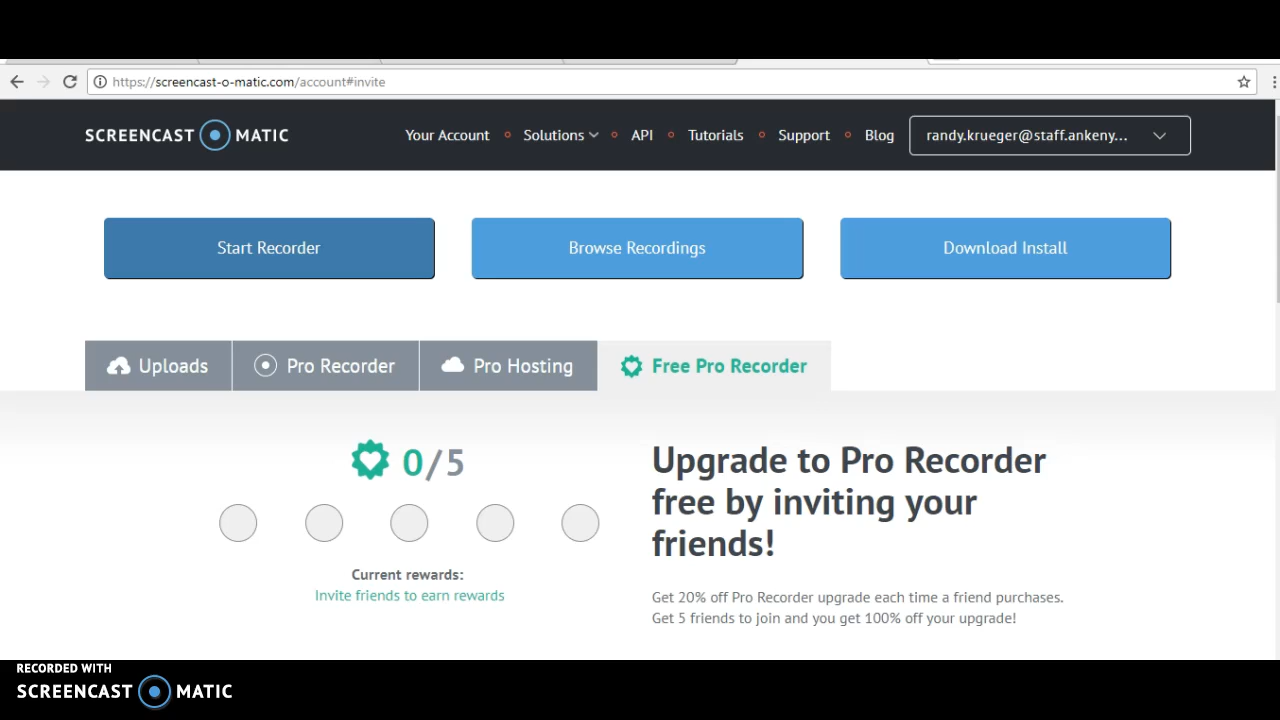 https://screencast-o-matic.com/account#invite
SCREENCAST MATIC
Your Account Solutions API Tutorials Support Blog randy.krueger@staff.ankeny...
Start Recorder Browse Recordings Download Install
Uploads Pro Recorder Pro Hosting Free Pro Recorder
0/5
Current rewards:
Invite friends to earn rewards
Upgrade to Pro Recorder
free by inviting your
friends!
Get 20% off Pro Recorder upgrade each time a friend purchases.
Get 5 friends to join and you get 100% off your upgrade!
RECORDED WITH
SCREENCAST MATIC